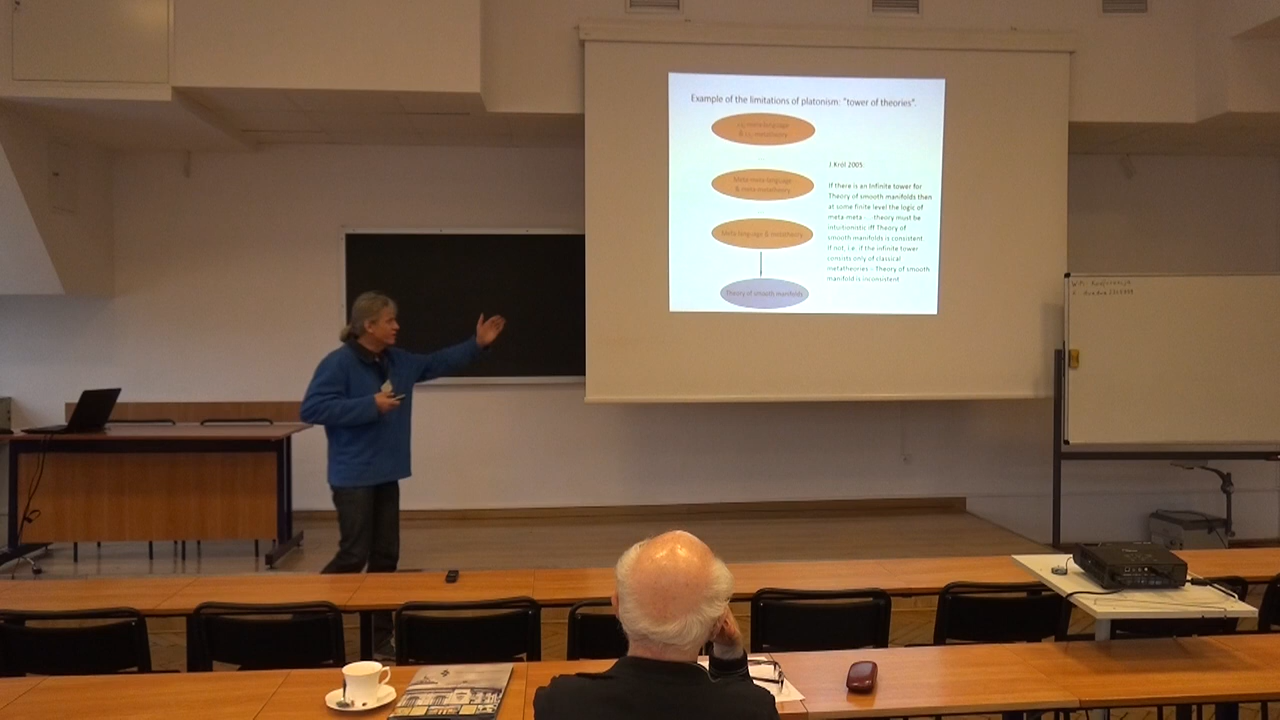 Example of the limitations of platonism: "tower of theories".
Meta meta-language
& meta-metatheory
Meta-language & metatheory
Theory of smooth manifolds
J.Król 2005:
If there is an Infinite tower for
Theory of smooth manifolds then
at some finite level the logic of
meta-meta - ...theory must be
intuitionistic iff Theory of
smooth manifolds is consistent.
If not, i.e. if the infinite tower
consists only of classical
metatheories - Theory of smooth
manifold is inconsistent